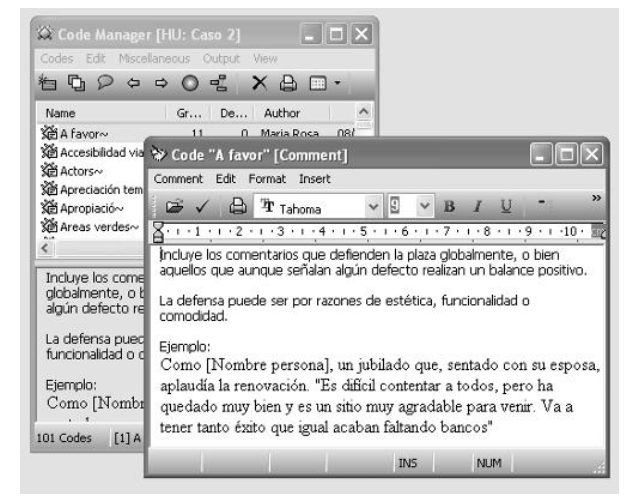 Code Manager [HU: Caso 2]
Codes Edit Miscellaneous Output View
Name Gr... De... Author
A favor~ 11 0 Maria Rosa 08/
Accesibilidad via
Actors~
Apreciación tem
Apropiació~
Areas verdes~
Incluye los come
globalmente, o b
algún defecto re
La defensa pued
funcionalidad o c
Ejemplo:
Como [Nombr
101 Codes [1] A
Code "A favor" [Comment]
Comment Edit Format Insert
Tahoma 9 B I U
1 2 3 4 5 6 7 8 9 10
Incluye los comentarios que defienden la plaza globalmente, o bien
aquellos que aunque señalan algún defecto realizan un balance positivo.
La defensa puede ser por razones de estética, funcionalidad o
comodidad.
Ejemplo:
Como [Nombre persona], un jubilado que, sentado con su esposa,
aplaudía la renovación. "Es difícil contentar a todos, pero ha
quedado muy bien y es un sitio muy agradable para venir. Va a
tener tanto éxito que igual acaban faltando bancos"
INS NUM